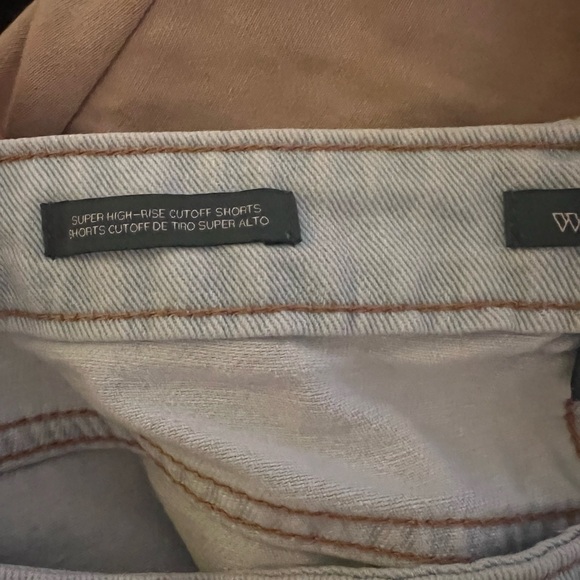 SUPER HIGH-RISE CUTOFF SHORTS
SHORTS CUTOFF DE TIRO SUPER ALTO
W